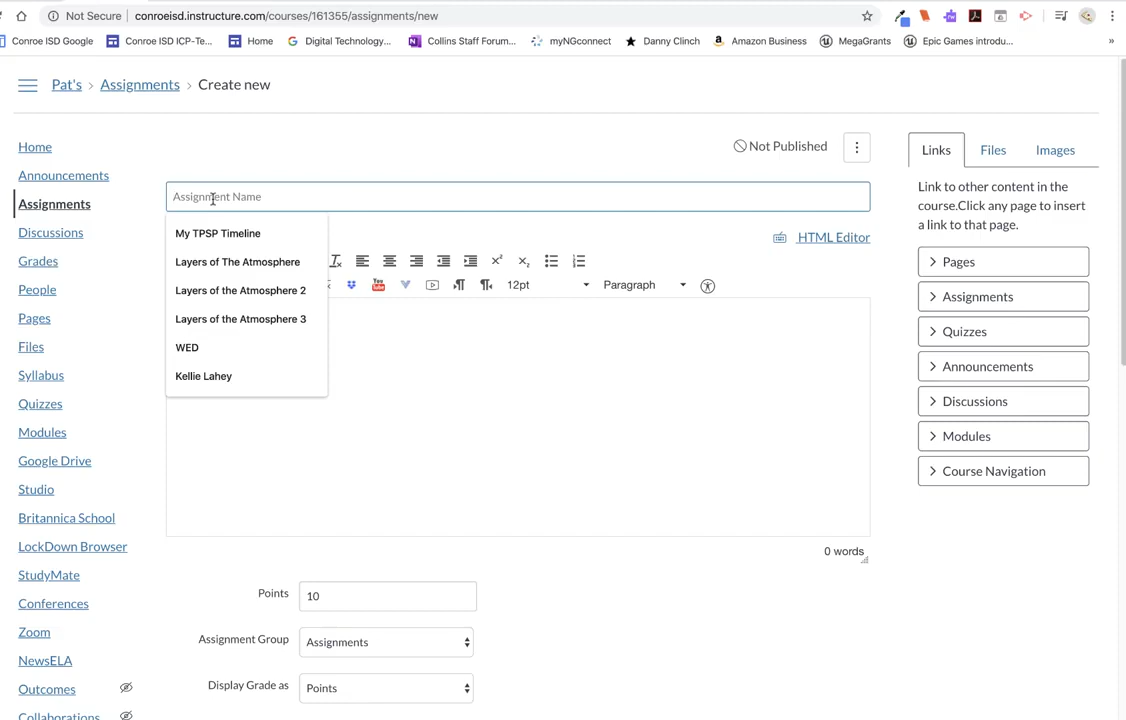 Not Secure | conroeisd.instructure.com/courses/161355/assignments/new
Conroe ISD Google
Conroe ISD ICP-Te...
Home
Digital Technology...
Collins Staff Forum...
myNGconnect
Danny Clinch
Amazon Business
MegaGrants
Epic Games introdu...
»
Pat's > Assignments > Create new
Home
Announcements
Assignments
Discussions
Grades
People
Pages
Files
Syllabus
Quizzes
Modules
Google Drive
Studio
Britannica School
LockDown Browser
StudyMate
Conferences
Zoom
NewsELA
Outcomes
Collaborations
Not Published
Assignment Name
My TPSP Timeline
Layers of The Atmosphere
Layers of the Atmosphere 2
Layers of the Atmosphere 3
WED
Kellie Lahey
HTML Editor
12pt
Paragraph
0 words
Points
10
Assignment Group
Assignments
Display Grade as
Points
Links
Files
Images
Link to other content in the
course.Click any page to insert
a link to that page.
Pages
Assignments
Quizzes
Announcements
Discussions
Modules
Course Navigation